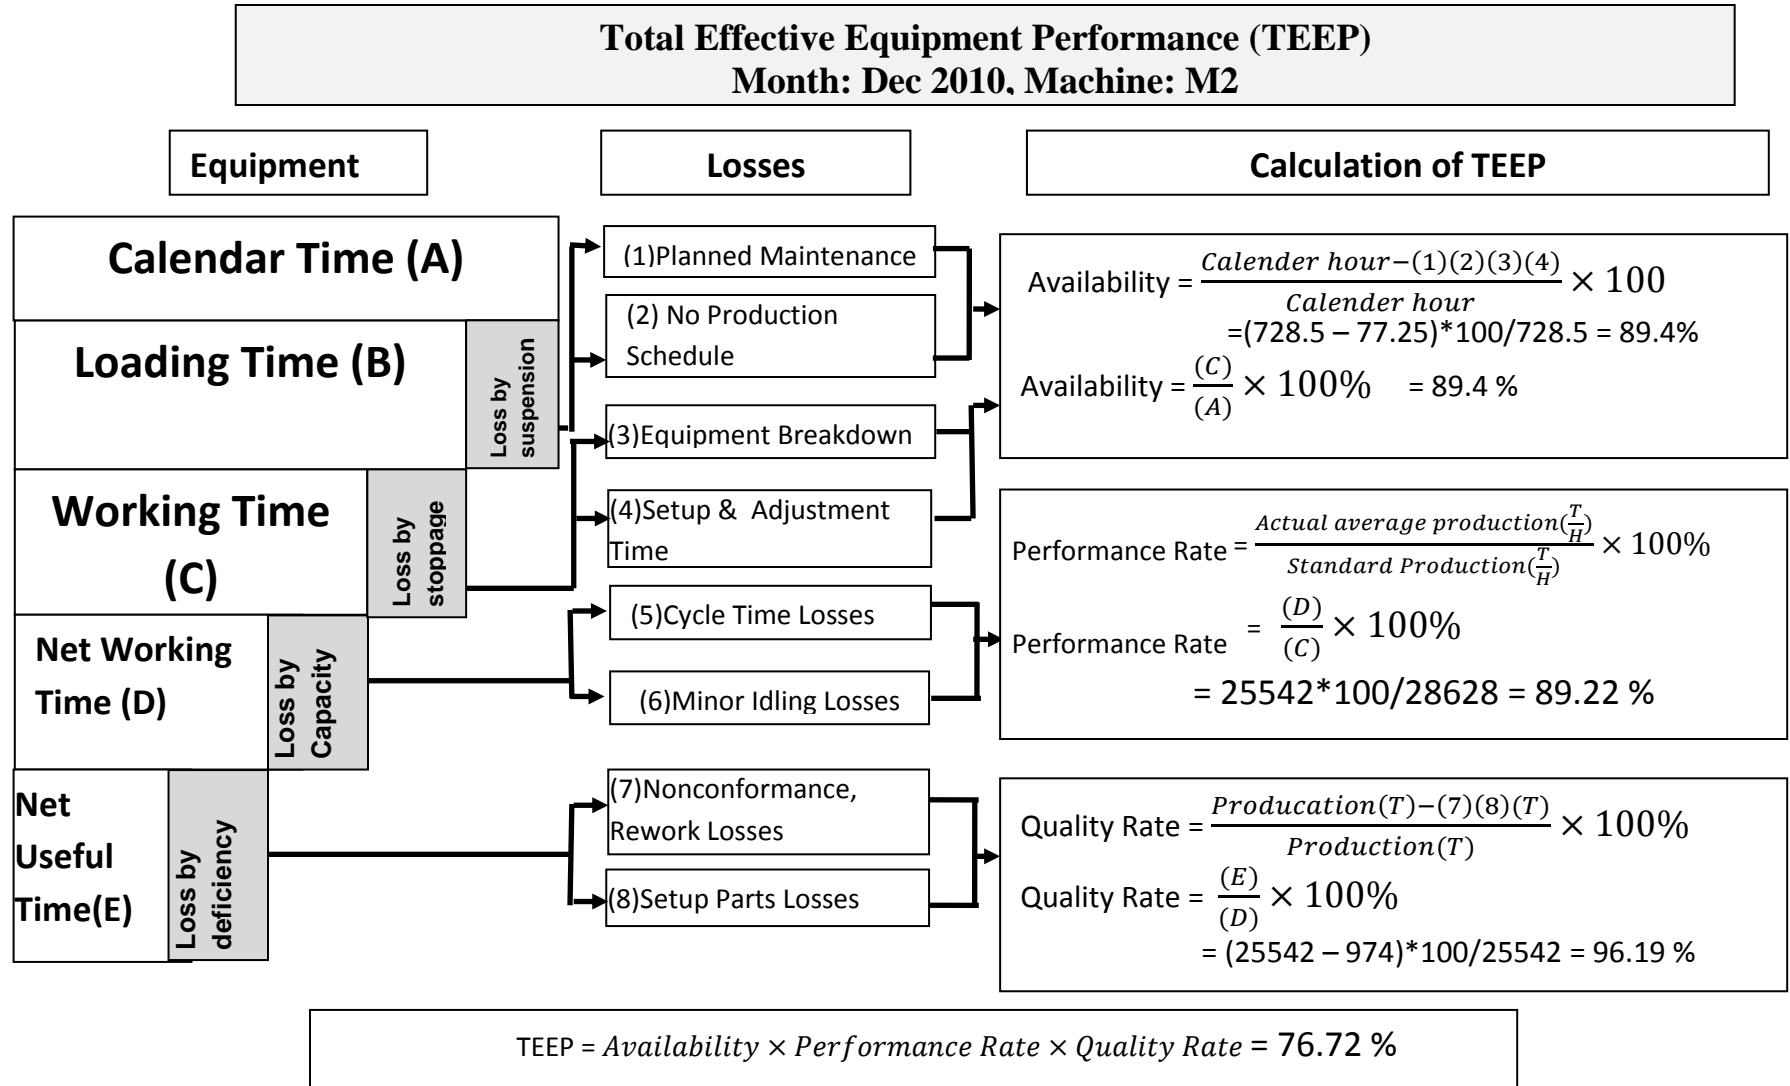 Total Effective Equipment Performance (TEEP)
Month: Dec 2010, Machine: M2
Equipment
Losses
Calculation of TEEP
Calendar Time (A)
Loading Time (B)
Loss by
suspension
Working Time
(C)
Loss by
stoppage
Net Working
Time (D)
Loss by
Capacity
Net
Useful
Time(E)
Loss by
deficiency
(1)Planned Maintenance
(2) No Production
Schedule
(3)Equipment Breakdown
(4)Setup & Adjustment
Time
(5)Cycle Time Losses
(6)Minor Idling Losses
(7)Nonconformance,
Rework Losses
(8)Setup Parts Losses
Availability = Calender hour−(1)(2)(3)(4) / Calender hour × 100
=(728.5 – 77.25)*100/728.5 = 89.4%
Availability = (C) / (A) × 100% = 89.4 %
Performance Rate = Actual average production(T/H) / Standard Production(T/H) × 100%
Performance Rate = (D) / (C) × 100%
= 25542*100/28628 = 89.22 %
Quality Rate = Producation(T)−(7)(8)(T) / Production(T) × 100%
Quality Rate = (E) / (D) × 100%
= (25542 – 974)*100/25542 = 96.19 %
TEEP = Availability × Performance Rate × Quality Rate = 76.72 %